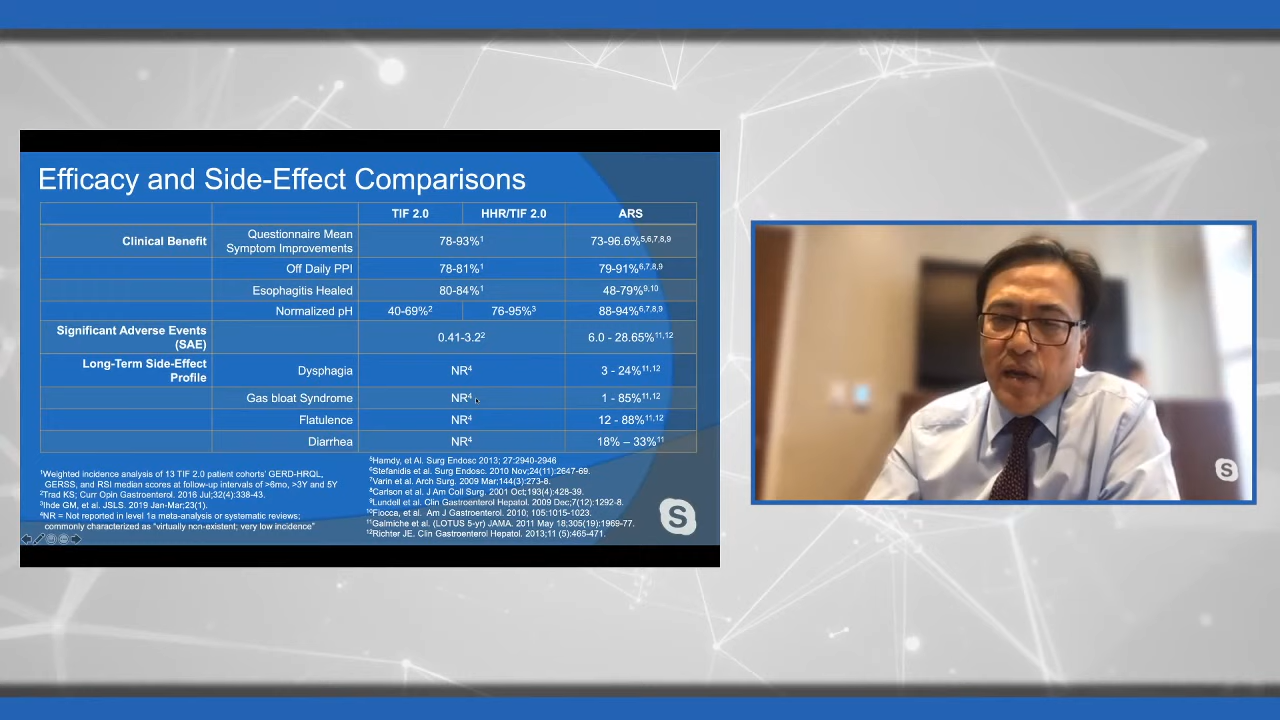 Efficacy and Side-Effect Comparisons
TIF 2.0 HHR/TIF 2.0 ARS
Clinical Benefit Questionnaire Mean Symptom Improvements 78-93%¹ 73-96.6%⁵,⁶,⁷,⁸,⁹
Off Daily PPI 78-81%¹ 79-91%⁶,⁷,⁸,⁹
Esophagitis Healed 80-84%¹ 48-79%⁹,¹⁰
Normalized pH 40-69%² 76-95%³ 88-94%⁶,⁷,⁸,⁹
Significant Adverse Events (SAE) 0.41-3.2² 6.0 - 28.65%¹¹,¹²
Long-Term Side-Effect Profile Dysphagia NR⁴ 3 - 24%¹¹,¹²
Gas bloat Syndrome NR⁴ 1 - 85%¹¹,¹²
Flatulence NR⁴ 12 - 88%¹¹,¹²
Diarrhea NR⁴ 18% – 33%¹¹
¹Weighted incidence analysis of 13 TIF 2.0 patient cohorts' GERD-HRQL,
GERSS, and RSI median scores at follow-up intervals of >6mo, >3Y and 5Y
²Trad KS; Curr Opin Gastroenterol. 2016 Jul;32(4):338-43.
³Ihde GM, et al. JSLS. 2019 Jan-Mar;23(1).
⁴NR = Not reported in level 1a meta-analysis or systematic reviews;
commonly characterized as "virtually non-existent; very low incidence"
⁵Hamdy, et Al. Surg Endosc 2013; 27:2940-2946
⁶Stefanidis et al. Surg Endosc. 2010 Nov;24(11):2647-69.
⁷Varin et al. Arch Surg. 2009 Mar;144(3):273-8.
⁸Carlson et al. J Am Coll Surg. 2001 Oct;193(4):428-39.
⁹Lundell et al. Clin Gastroenterol Hepatol. 2009 Dec;7(12):1292-8.
¹⁰Fiocca, et al. Am J Gastroenterol. 2010; 105:1015-1023.
¹¹Galmiche et al. (LOTUS 5-yr) JAMA. 2011 May 18;305(19):1969-77.
¹²Richter JE. Clin Gastroenterol Hepatol. 2013;11 (5):465-471.
S
S